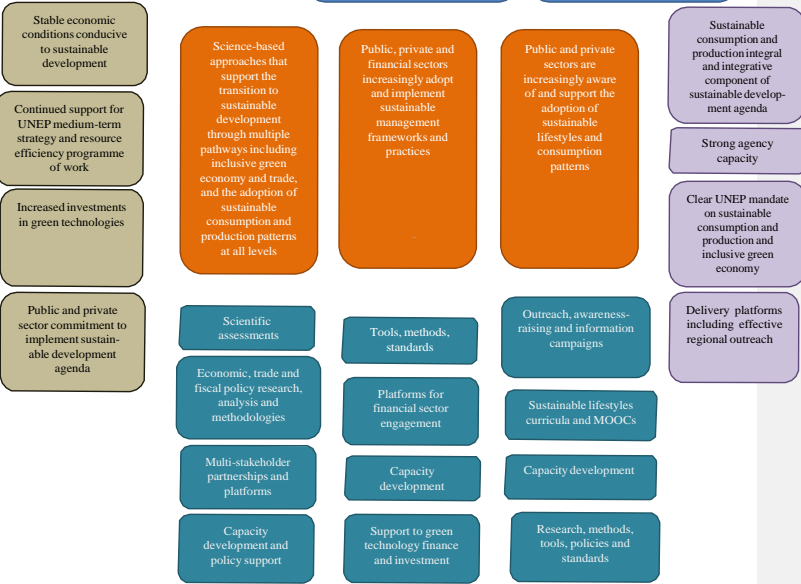 Stable economic
conditions conducive
to sustainable
development
Continued support for
UNEP medium-term
strategy and resource
efficiency programme
of work
Increased investments
in green technologies
Public and private
sector commitment to
implement sustain-
able development
agenda
Science-based
approaches that
support the
transition to
sustainable
development
through multiple
pathways including
inclusive green
economy and trade,
and the adoption of
sustainable
consumption and
production patterns
at all levels
Scientific
assessments
Economic, trade and
fiscal policy research,
analysis and
methodologies
Multi-stakeholder
partnerships and
platforms
Capacity
development and
policy support
Public, private and
financial sectors
increasingly adopt
and implement
sustainable
management
frameworks and
practices
Tools, methods,
standards
Platforms for
financial sector
engagement
Capacity
development
Support to green
technology finance
and investment
Public and private
sectors are
increasingly aware
of and support the
adoption of
sustainable
lifestyles and
consumption
patterns
Outreach, awareness-
raising and information
campaigns
Sustainable lifestyles
curricula and MOOCs
Capacity development
Research, methods,
tools, policies and
standards
Sustainable
consumption and
production integral
and integrative
component of
sustainable develop-
ment agenda
Strong agency
capacity
Clear UNEP mandate
on sustainable
consumption and
production and
inclusive green
economy
Delivery platforms
including effective
regional outreach